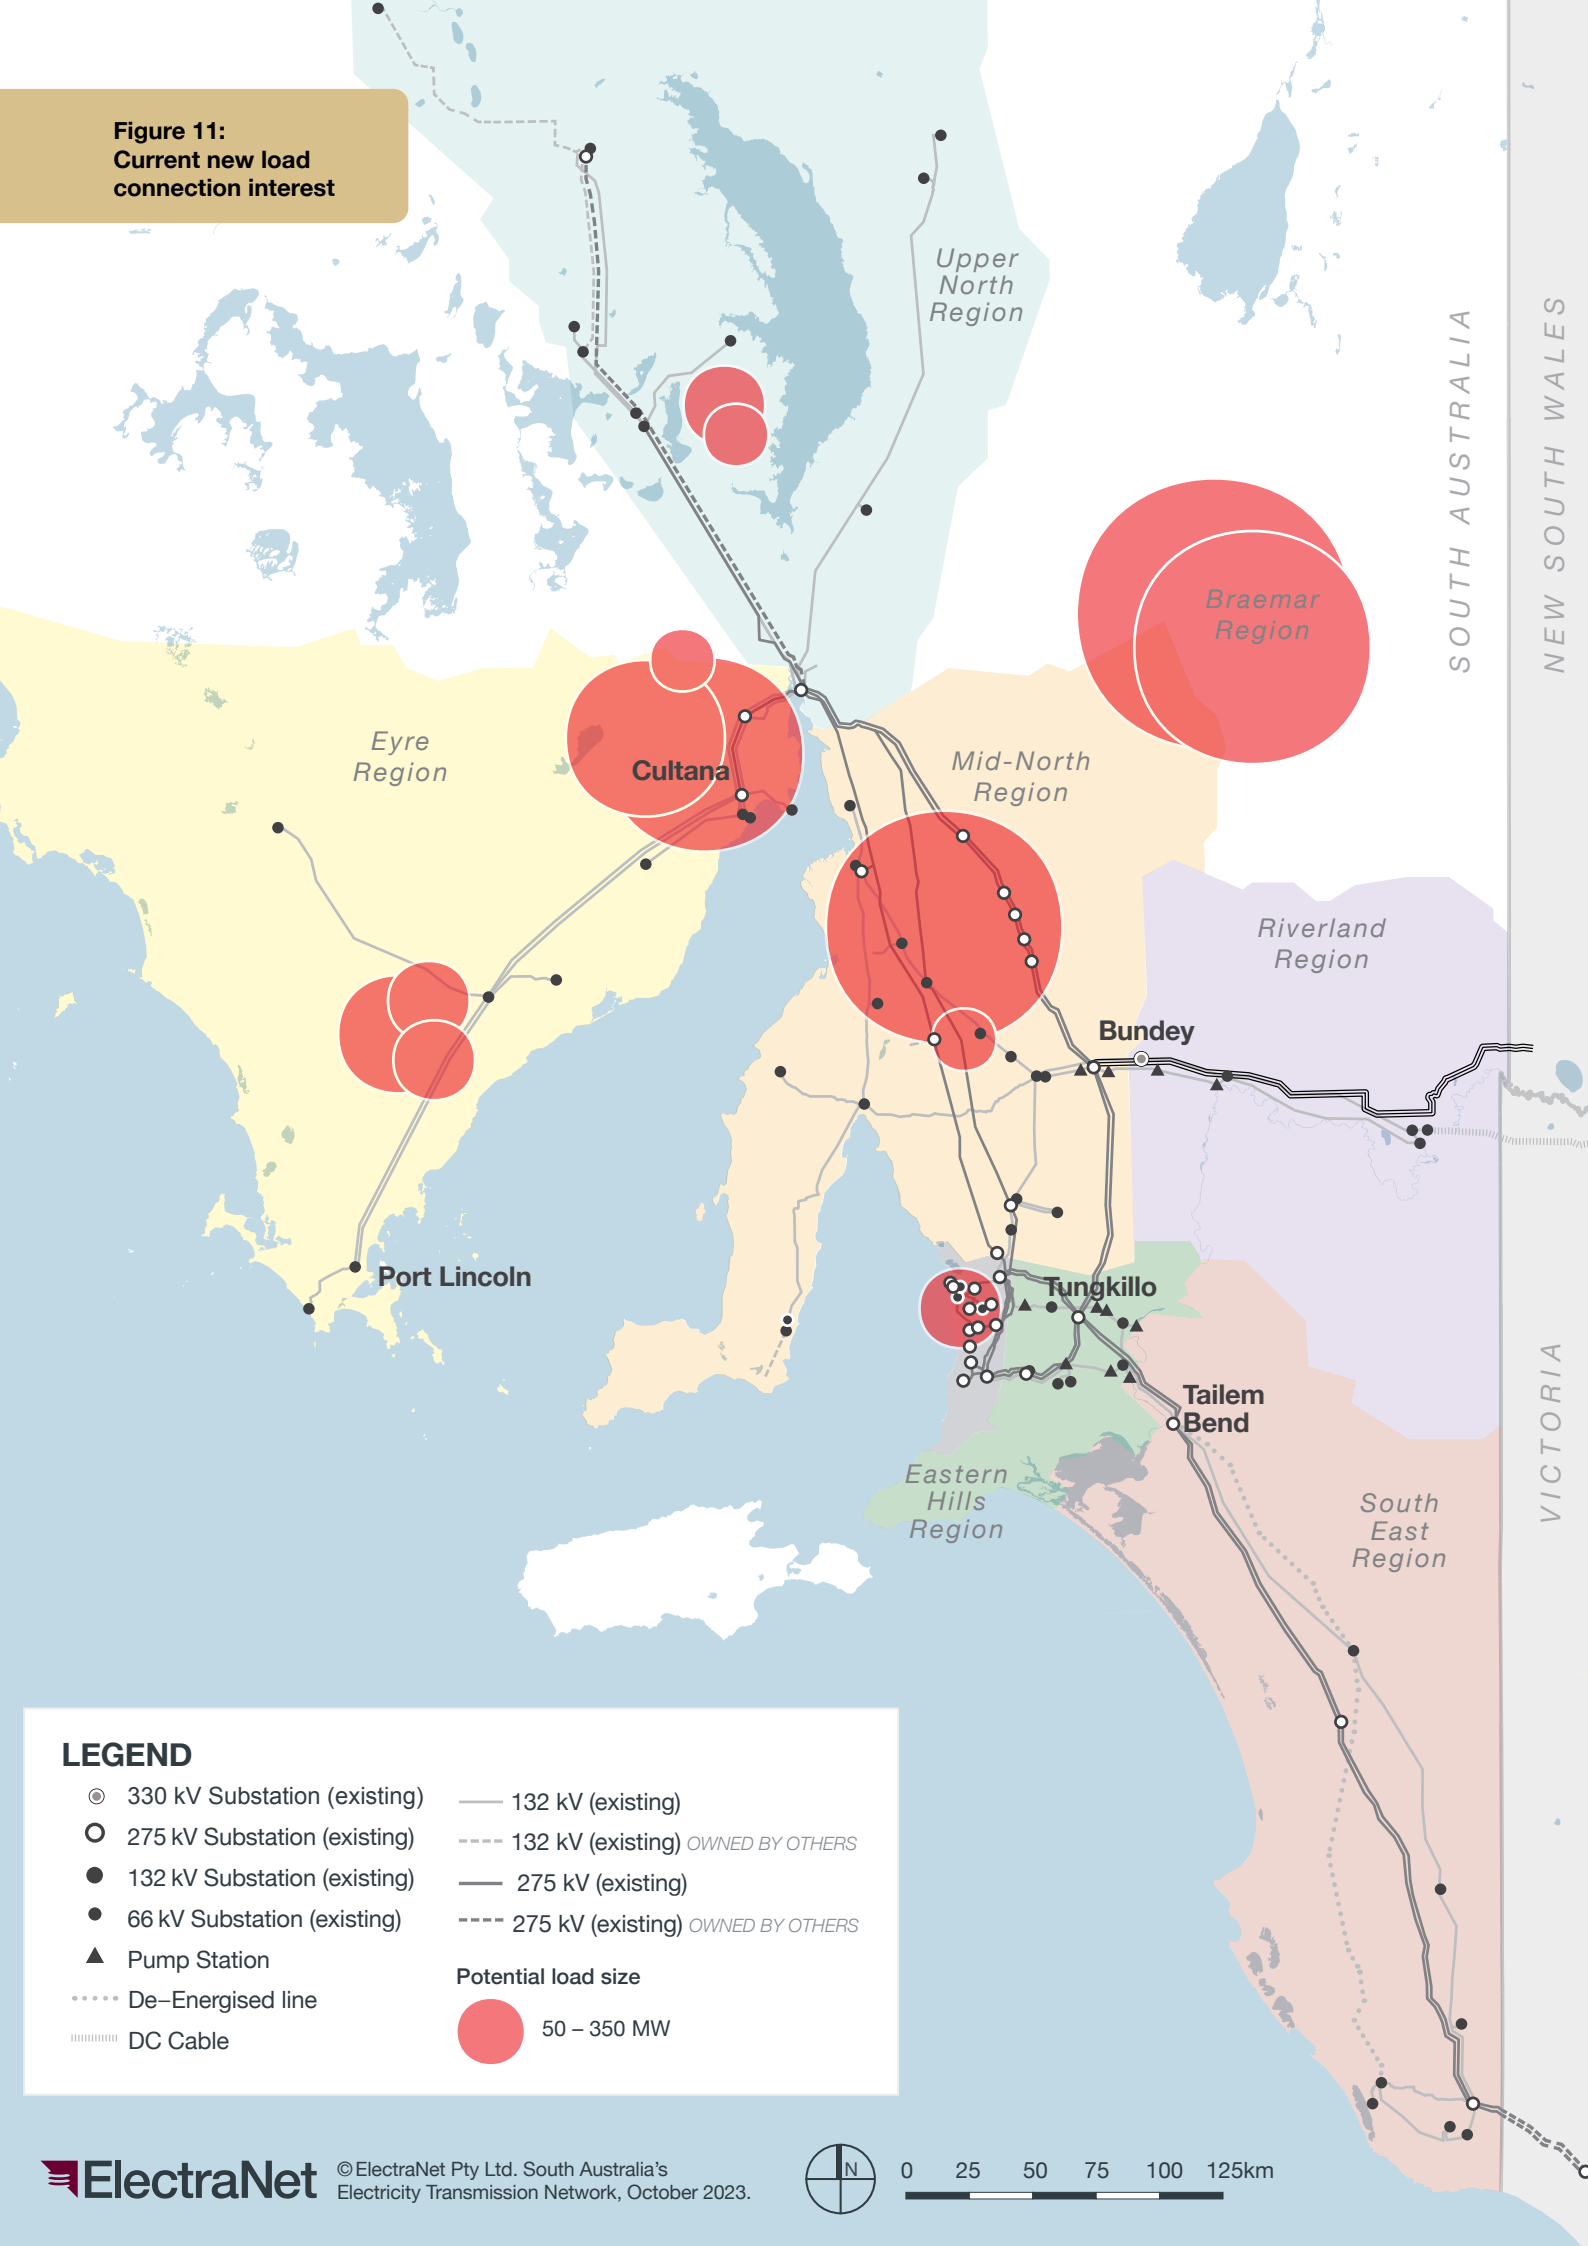 Figure 11:
Current new load
connection interest
Upper
North
Region
SOUTH AUSTRALIA
NEW SOUTH WALES
Braemar
Region
Eyre
Region
Cultana
Mid-North
Region
Riverland
Region
Bundey
Port Lincoln
Tungkillo
Tailem
Bend
VICTORIA
Eastern
Hills
Region
South
East
Region
LEGEND
330 kV Substation (existing)
275 kV Substation (existing)
132 kV Substation (existing)
66 kV Substation (existing)
Pump Station
De–Energised line
DC Cable
132 kV (existing)
132 kV (existing) OWNED BY OTHERS
275 kV (existing)
275 kV (existing) OWNED BY OTHERS
Potential load size
50 – 350 MW
ElectraNet
© ElectraNet Pty Ltd. South Australia's
Electricity Transmission Network, October 2023.
N
0 25 50 75 100 125km